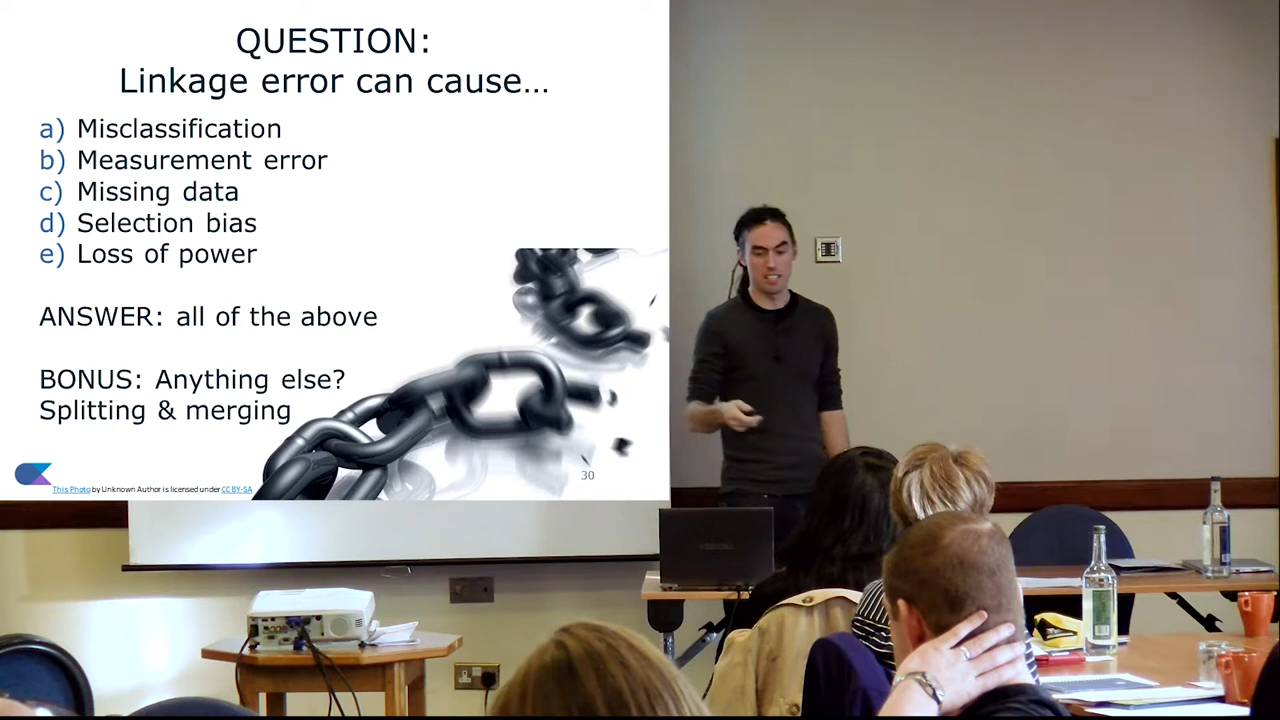 QUESTION:
Linkage error can cause...
a) Misclassification
b) Measurement error
c) Missing data
d) Selection bias
e) Loss of power
ANSWER: all of the above
BONUS: Anything else?
Splitting & merging
30
This Photo by Unknown Author is licensed under CC BY-SA